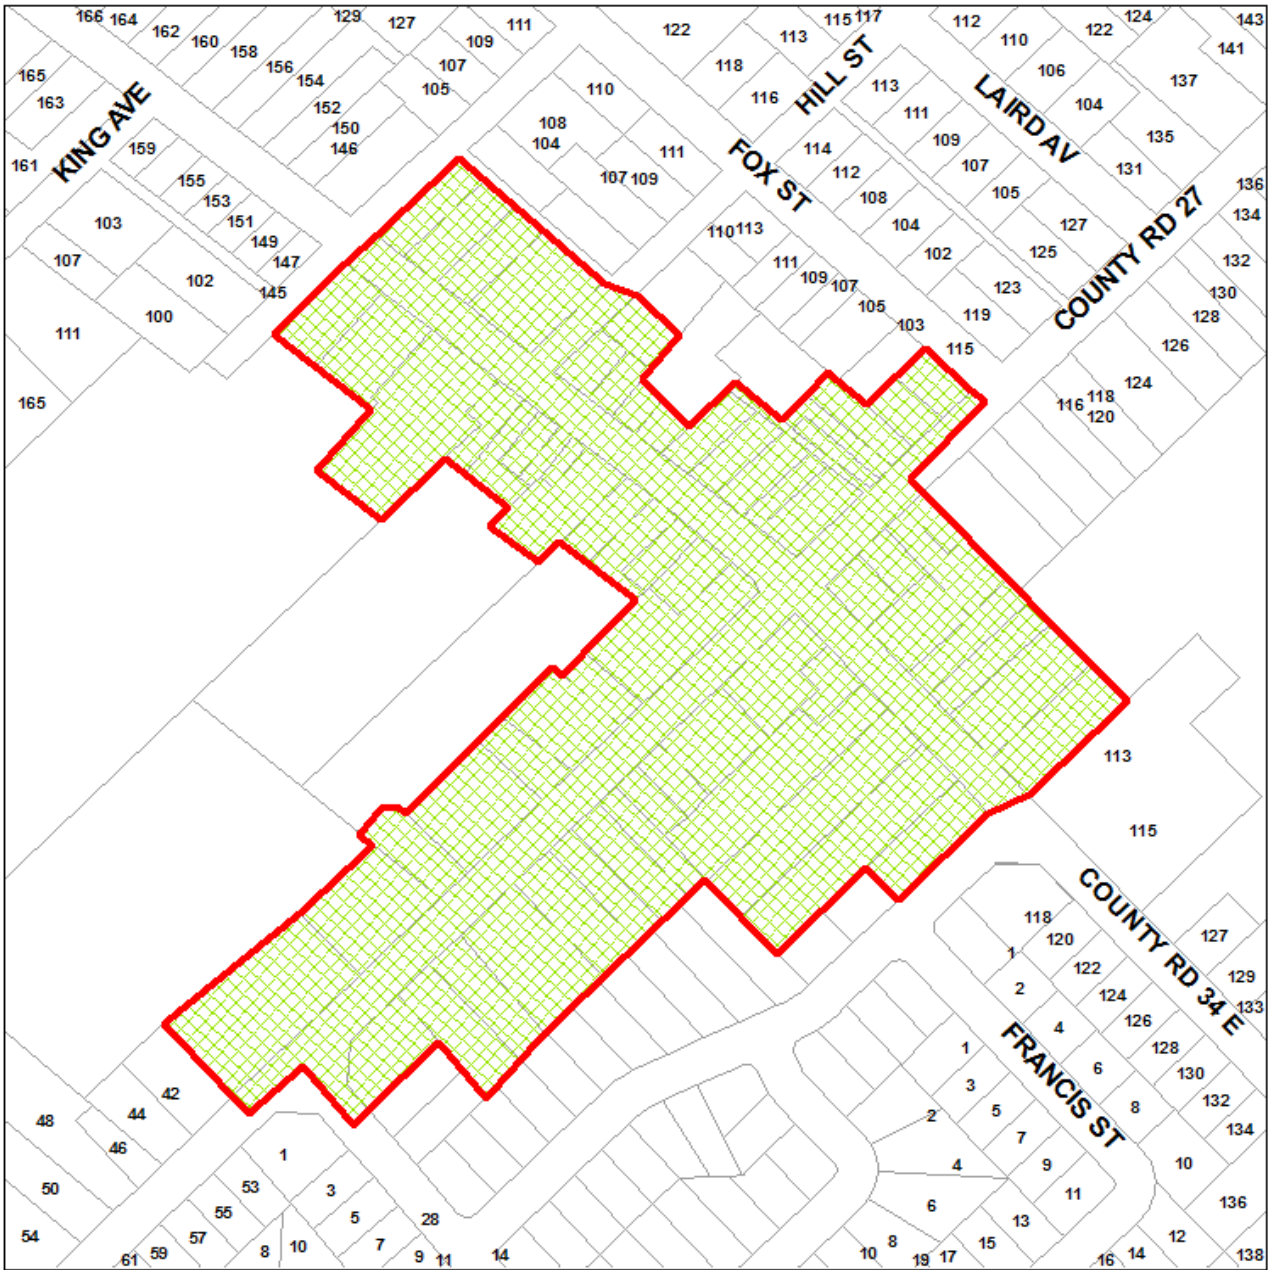 166 164 162 160 158 156 154 152 150 146
129 127 111 109 107 105
122 113 115 117 118 116
112 110 106 104 122 124 143 141 137 135 131
165 163 161
KING AVE
159 155 153 151 149 147 145
103 107 102 100 111 165
110 108 104 111 107 109
HILL ST
113 111 109 107 105 127 125 123 119
LAIRD AV
FOX ST
114 112 108 104 102
110 113 111 109 107 105 103 115
COUNTY RD 27
136 134 132 130 128 126 124 118 116 120
113
115
COUNTY RD 34 E
127 129 133
118 120 122 124 126 128 130 132 134 136 138
1 2 4 6 8 10 12 14 16
FRANCIS ST
1 3 5 7 9 11 13 15 17 19
2 4 6 8 10
42 44 46 48 50 54
1 3 5 7 9 11
53 55 57 59 61
8 10 28 14